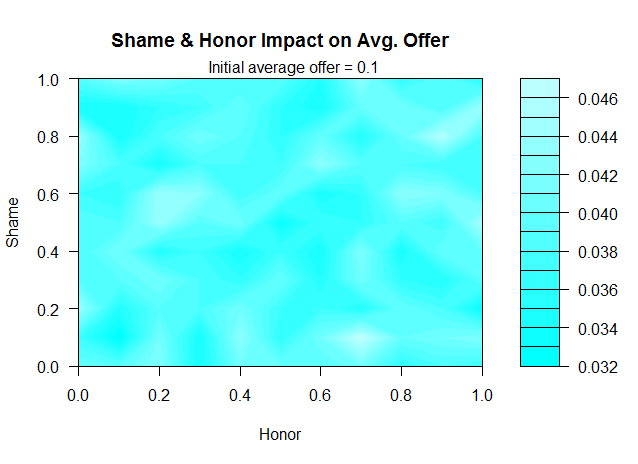 Shame & Honor Impact on Avg. Offer
Initial average offer = 0.1
Shame
1.0
0.8
0.6
0.4
0.2
0.0
0.0 0.2 0.4 0.6 0.8 1.0
Honor
0.046
0.044
0.042
0.040
0.038
0.036
0.034
0.032